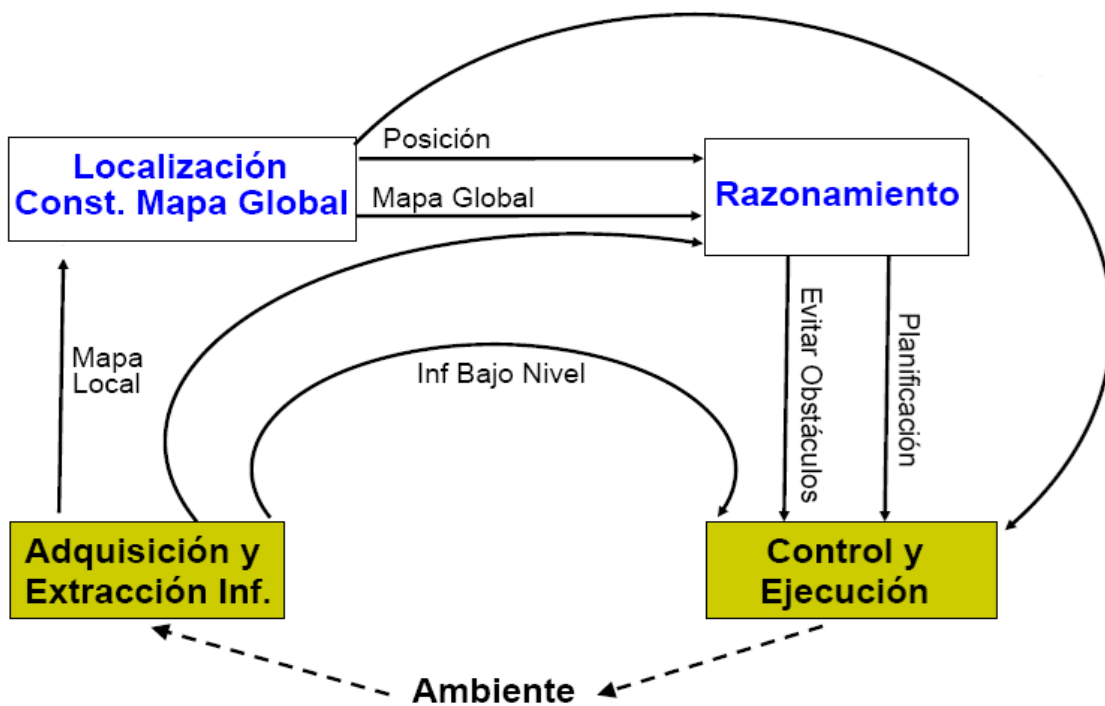 Posición
Localización
Const. Mapa Global
Mapa Global
Razonamiento
Evitar Obstáculos
Planificación
Mapa
Local
Inf Bajo Nivel
Adquisición y
Extracción Inf.
Control y
Ejecución
Ambiente